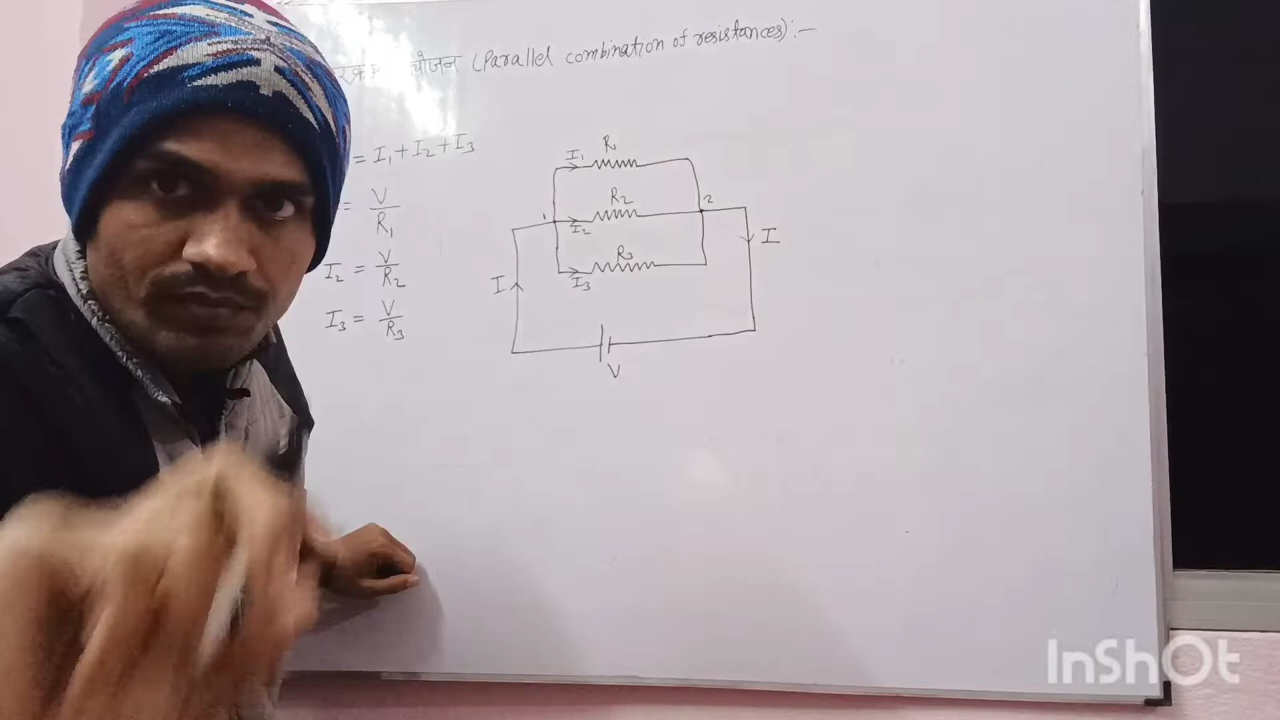 योजन (Parallel combination of resistances):-
= I₁+I₂+I₃
= V/R₁
I₂ = V/R₂
I₃ = V/R₃
I₁ R
1 I₂ R₂ 2
I₃ R₃
I I
V
InShOt